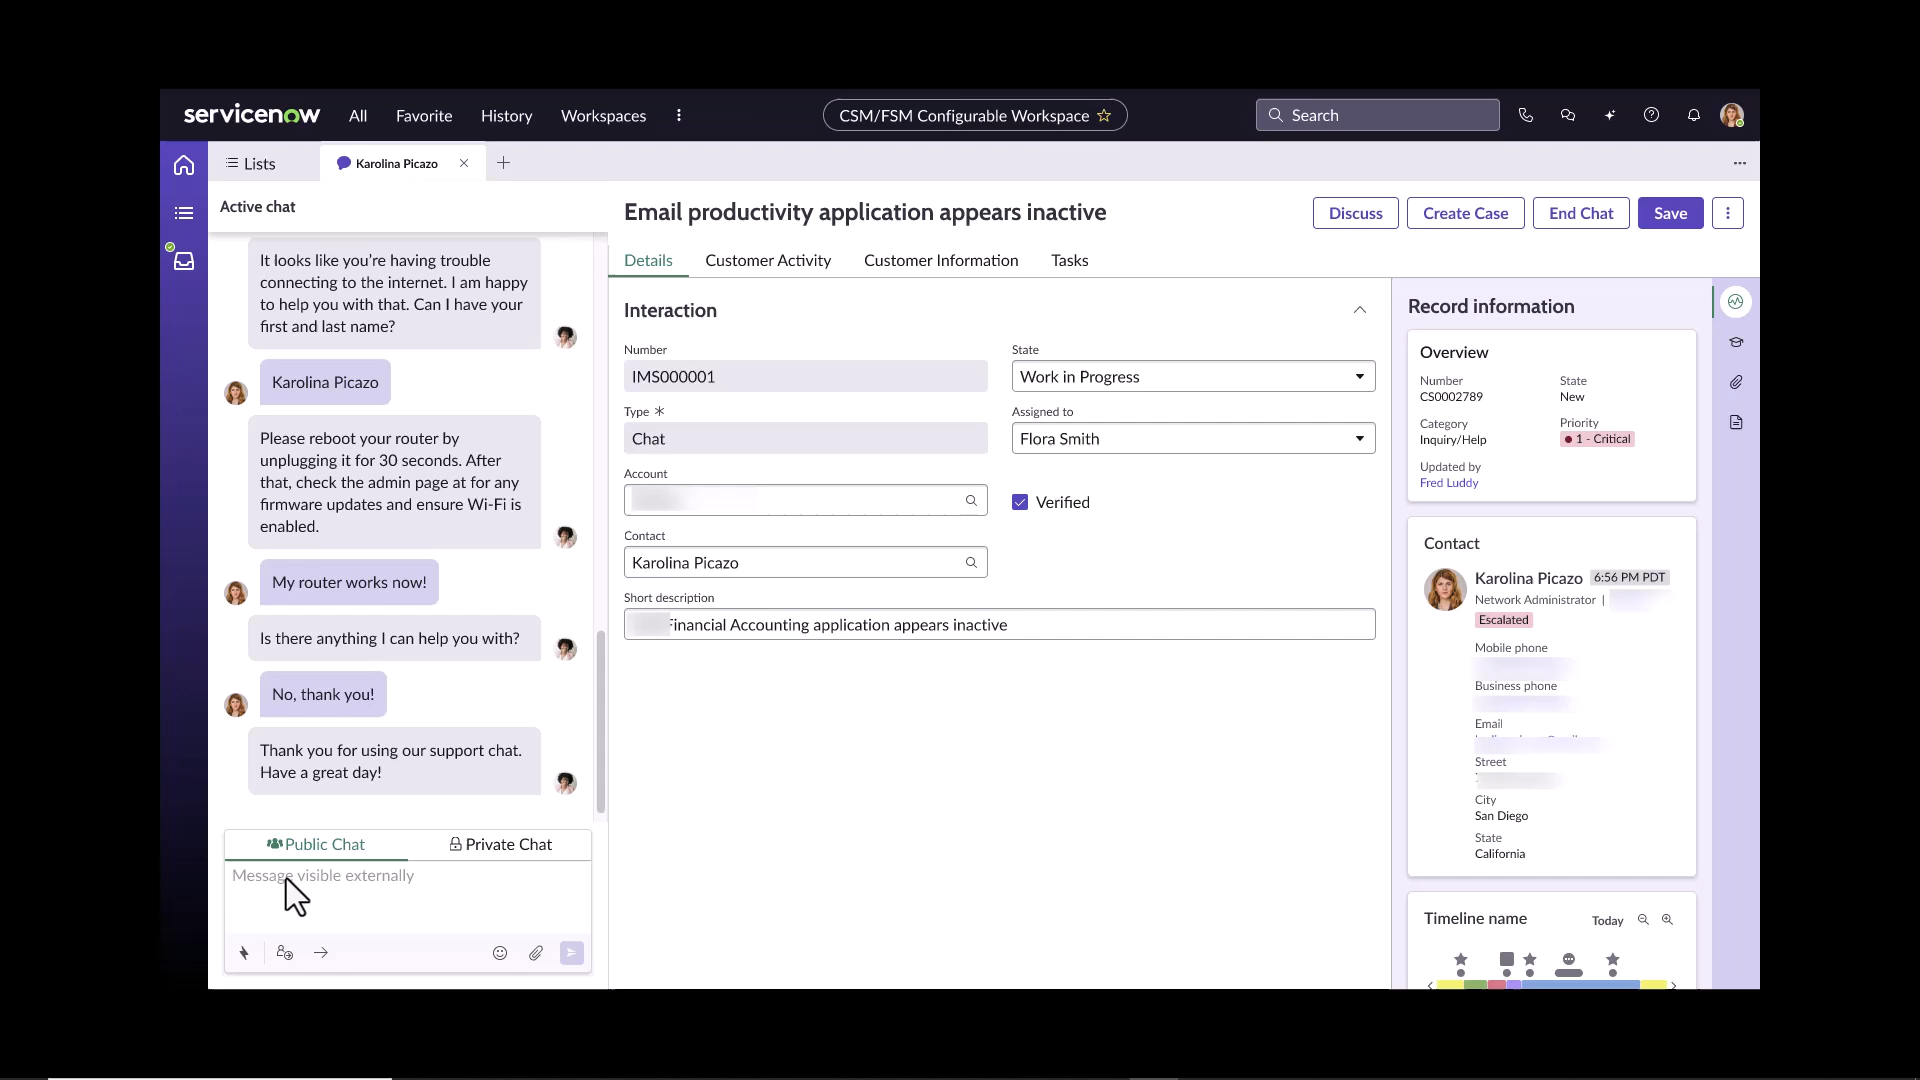 servicenow All Favorite History Workspaces CSM/FSM Configurable Workspace Search
Lists Karolina Picazo
Active chat
It looks like you're having trouble
connecting to the internet. I am happy
to help you with that. Can I have your
first and last name?
Karolina Picazo
Please reboot your router by
unplugging it for 30 seconds. After
that, check the admin page at for any
firmware updates and ensure Wi-Fi is
enabled.
My router works now!
Is there anything I can help you with?
No, thank you!
Thank you for using our support chat.
Have a great day!
Public Chat Private Chat
Message visible externally
Email productivity application appears inactive
Discuss Create Case End Chat Save
Details Customer Activity Customer Information Tasks
Interaction
Number
IMS000001
State
Work in Progress
Type *
Chat
Assigned to
Flora Smith
Account
Verified
Contact
Karolina Picazo
Short description
Financial Accounting application appears inactive
Record information
Overview
Number State
CS0002789 New
Category Priority
Inquiry/Help 1 - Critical
Updated by
Fred Luddy
Contact
Karolina Picazo 6:56 PM PDT
Network Administrator |
Escalated
Mobile phone
Business phone
Email
Street
City
San Diego
State
California
Timeline name Today